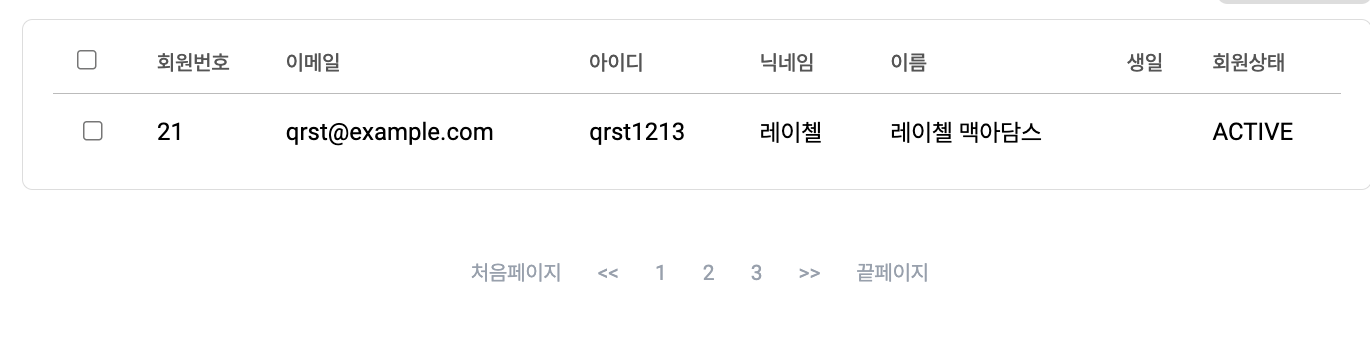 회원번호 이메일 아이디 닉네임 이름 생일 회원상태
21 qrst@example.com qrst1213 레이첼 레이첼 맥아담스 ACTIVE
처음페이지 << 1 2 3 >> 끝페이지